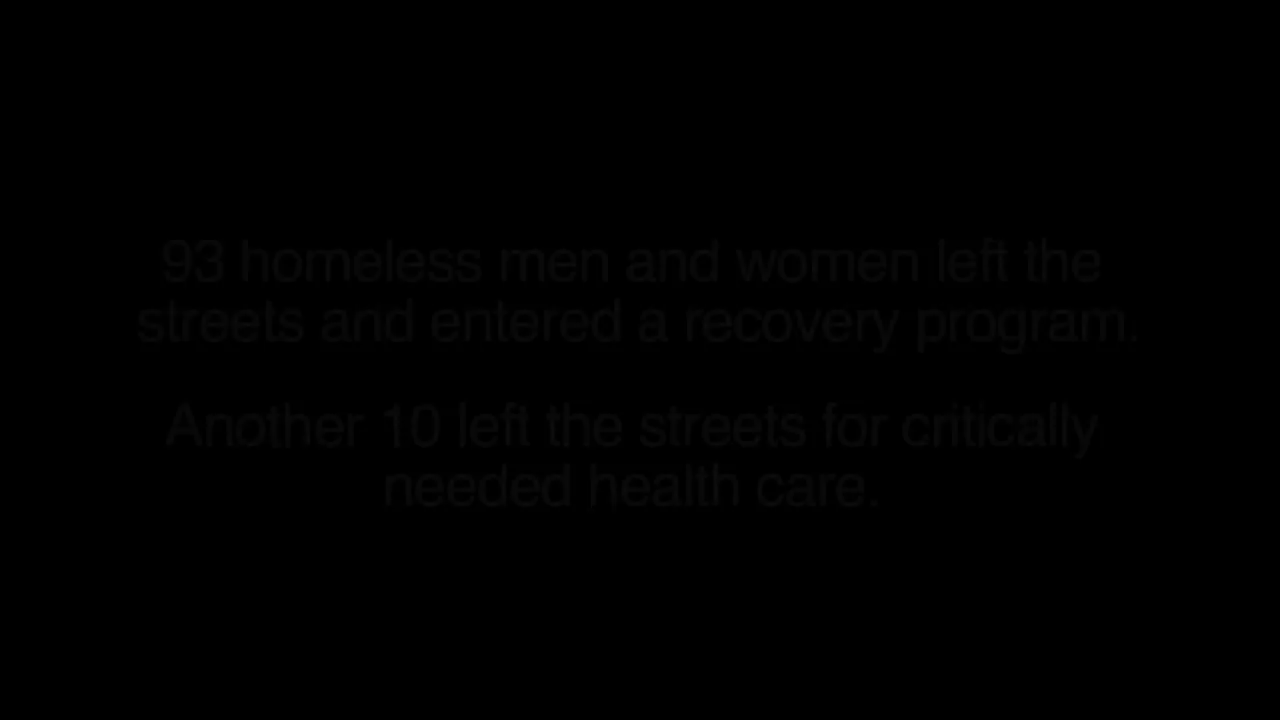 93 homeless men and women left the
streets and entered a recovery program.
Another 10 left the streets for critically
needed health care.